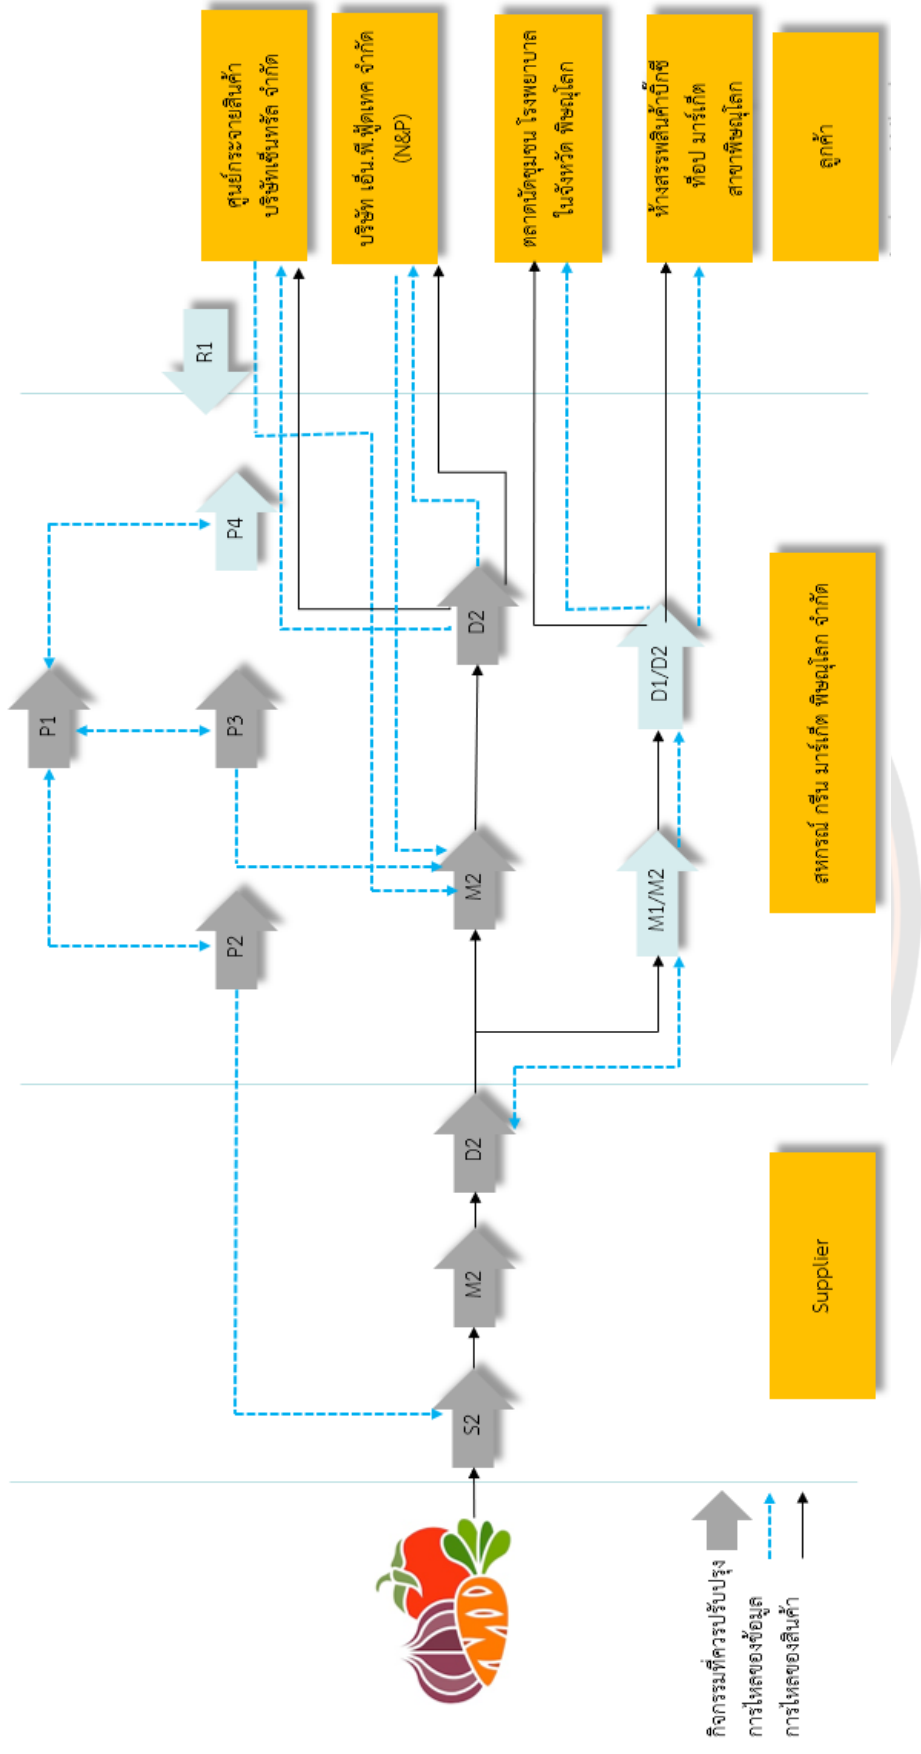 P1
P2
P3
P4
R1
S2
M2
D2
M2
D2
M1/M2
D1/D2
ศูนย์กระจายสินค้า
บริษัทเซ็นทรัล จำกัด
บริษัท เอ็น.พี.ฟู๊ดเทค จำกัด
(N&P)
ตลาดนัดชุมชน โรงพยาบาล
ในจังหวัด พิษณุโลก
ห้างสรรพสินค้าบิ๊กซี
ท็อป มาร์เก็ต
สาขาพิษณุโลก
กิจกรรมที่ควรปรับปรุง
การไหลของข้อมูล
การไหลของสินค้า
Supplier
สหกรณ์ กรีน มาร์เก็ต พิษณุโลก จำกัด
ลูกค้า